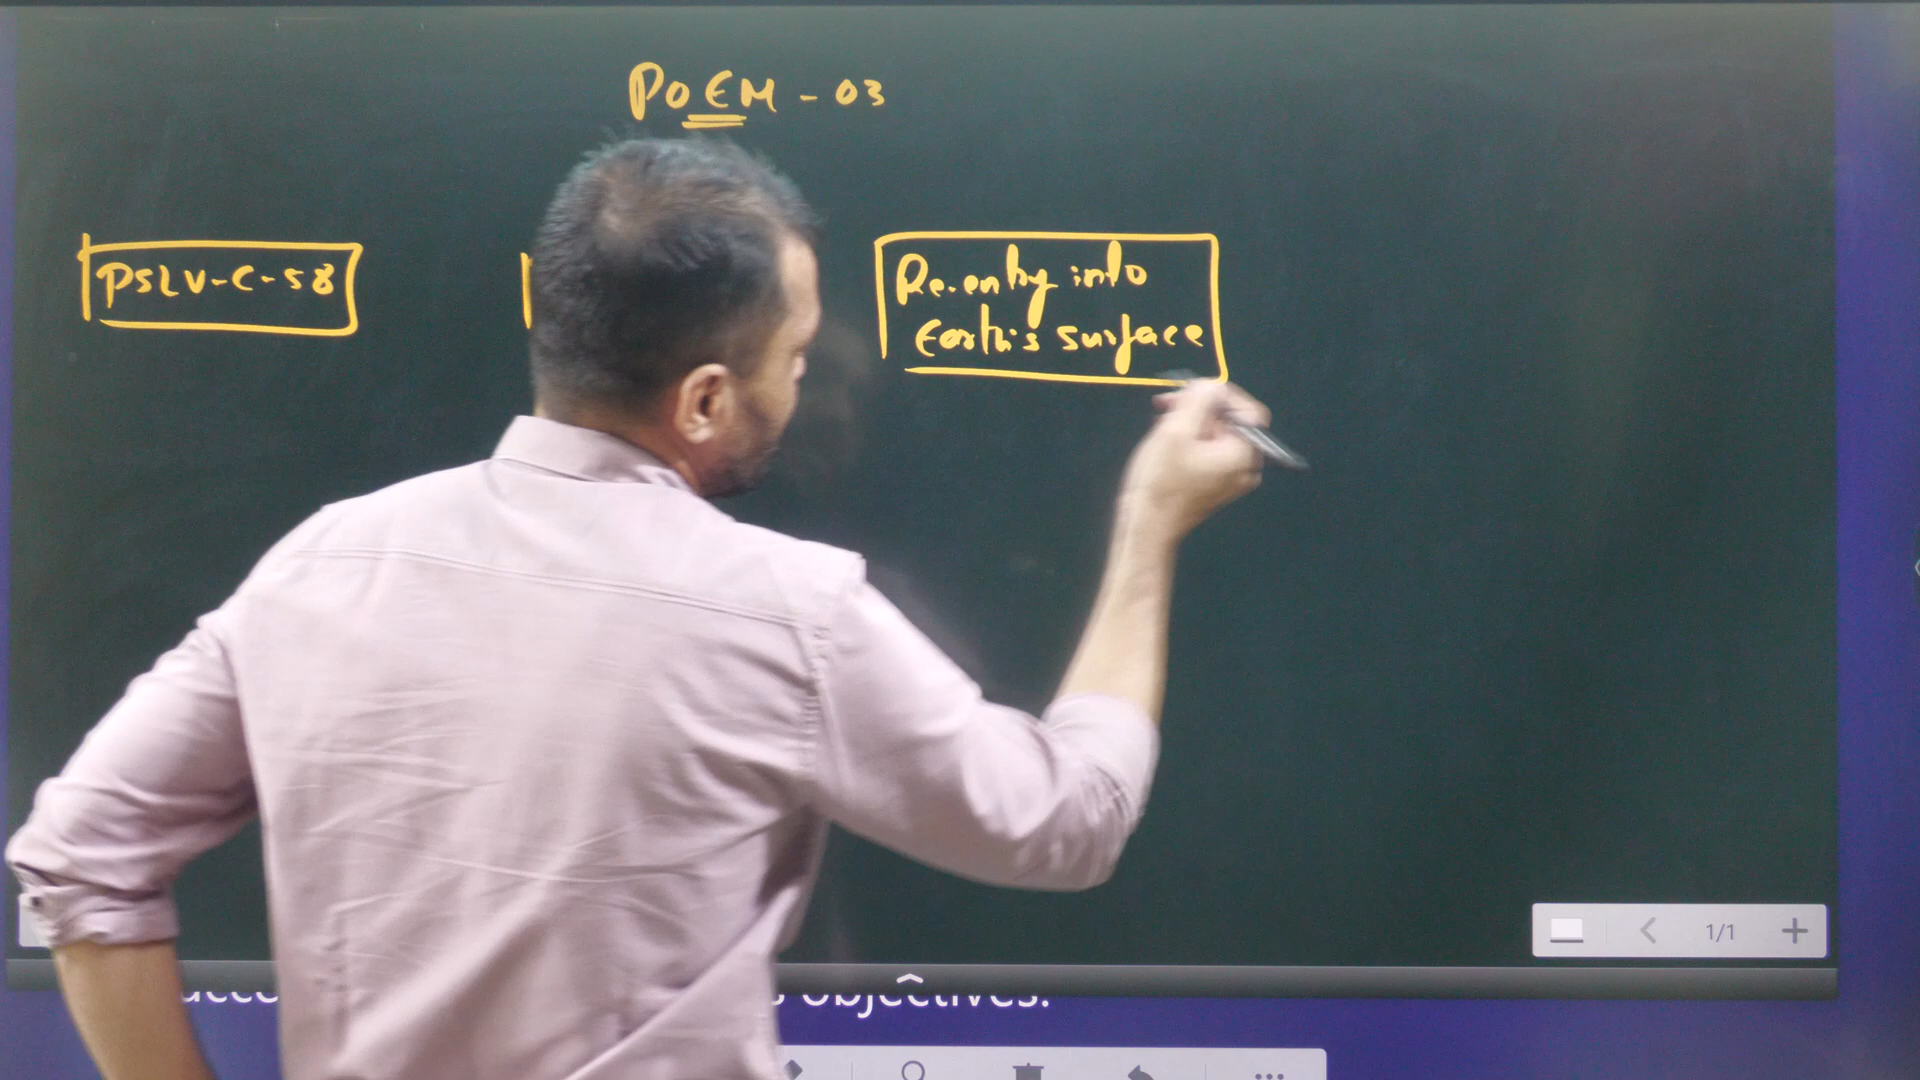 POEM - 03
PSLV-C-58
Re-entry into
Earth's surface
1/1
objectives.